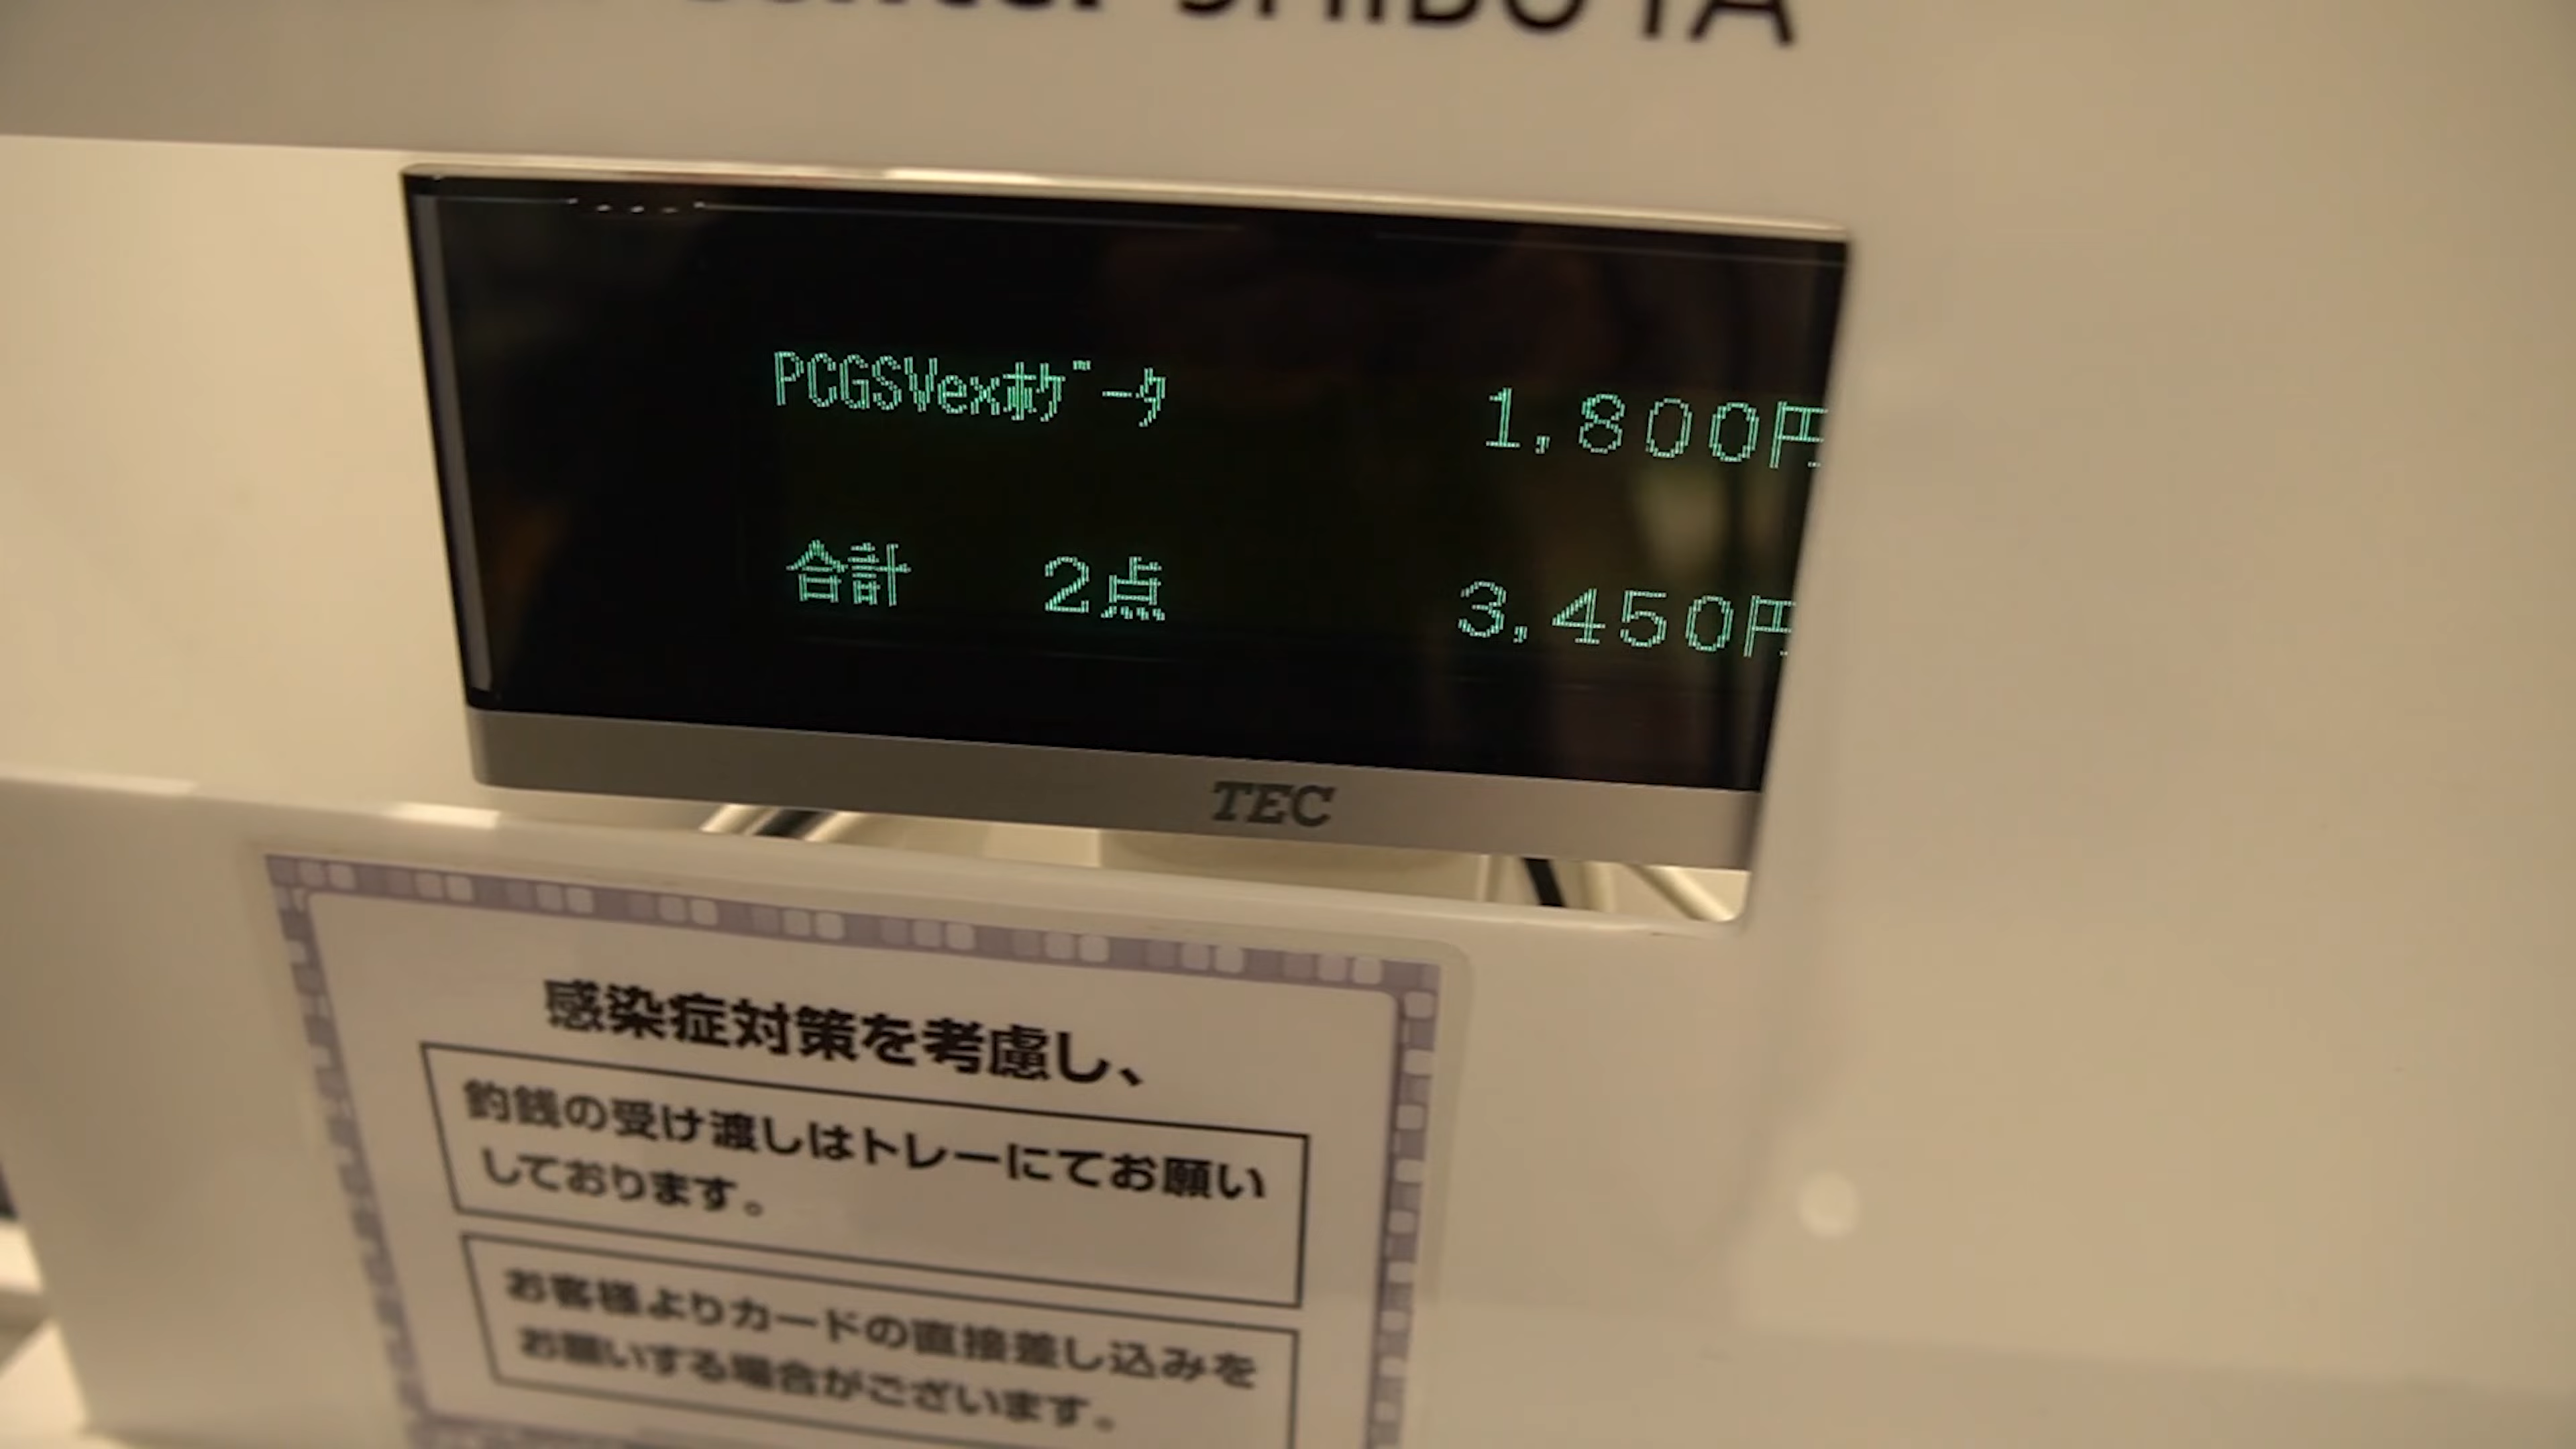 Center SHIBUYA
PCGSVexｽﾀｰﾀ 1,800円
合計 2点 3,450円
TEC
感染症対策を考慮し、
釣銭の受け渡しはトレーにてお願い
しております。
お客様よりカードの直接差し込みを
お願いする場合がございます。